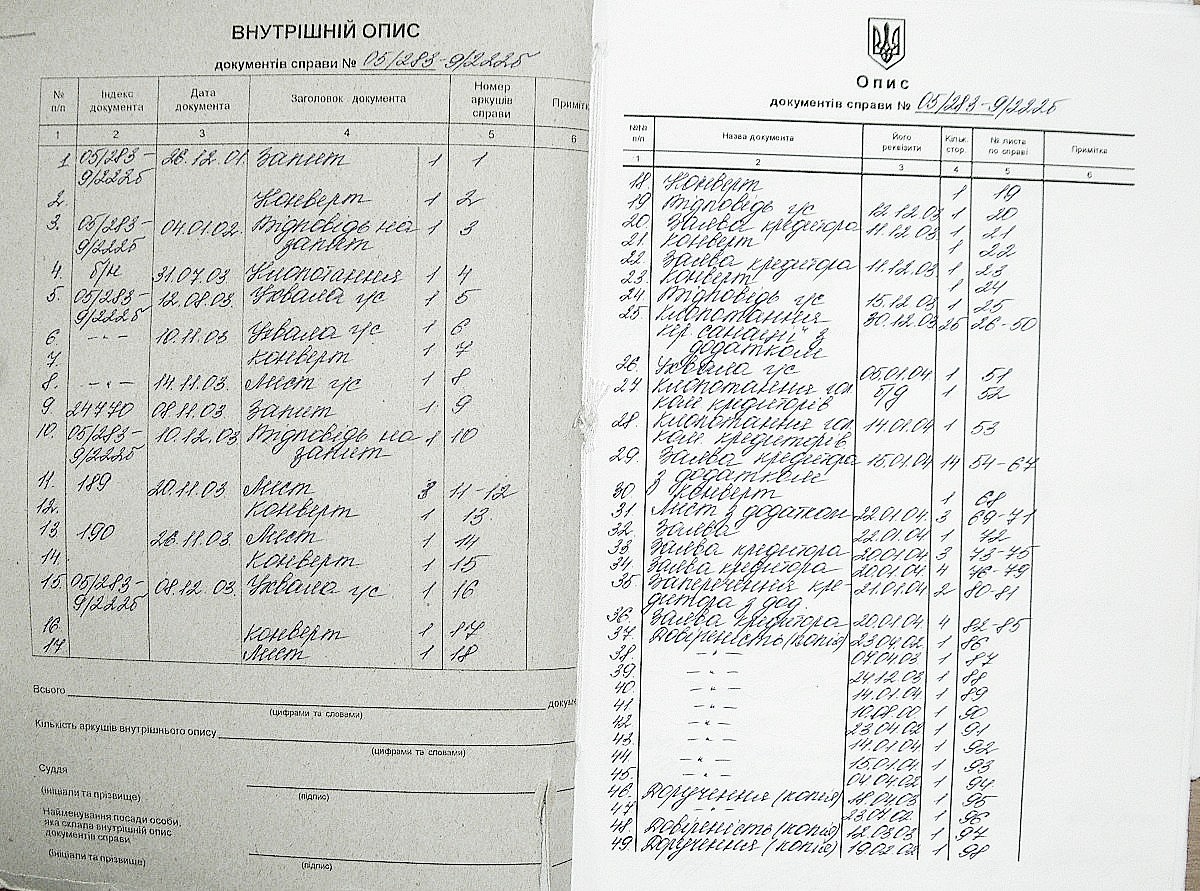 ВНУТРІШНІЙ ОПИС
документів справи № 05/283-9/222б
№ п/п Індекс документа Дата документа Заголовок документа Номер аркушів справи Примітк
1 2 3 4 5 6
1 05/283-9/222б 26.12.01 Запит 1 1
2. Конверт 1 2
3. 05/283-9/222б 04.01.02. Відповідь на запит 1 3
4. б/н 31.07.03 Клопотання 1 4
5. 05/283-9/222б 12.08.03. Ухвала г/с 1 5
6. -"- 10.11.03 Ухвала г/с 1 6
7. конверт 1 7
8. -"- 14.11.03. Лист г/с 1 8
9. 24770 08.11.03. Запит 1 9
10. 05/283-9/222б 10.12.03 Відповідь на запит 1 10
11. 189 20.11.03. Лист 3 11-12
12. Конверт 1 13.
13. 190 26.11.03. Лист 1 14
14. Конверт 1 15
15. 05/283-9/222б 08.12.03. Ухвала г/с 1 16
16. конверт 1 17
17 Лист 1 18
Всього докум
(цифрами та словами)
Кількість аркушів внутрішнього опису
(цифрами та словами)
Суддя
(ініціали та прізвище) (підпис)
Найменування посади особи,
яка склала внутрішній опис
документів справи
(ініціали та прізвище) (підпис)
Опис
документів справи № 05/283-9/222б
№№ п/п Назва документа Його реквізити Кільк. стор. № листа по справі Примітка
1 2 3 4 5 6
18. Конверт 1 19
19 Відповідь г/с 12.12.03 1 20
20. Заява кредитора 11.12.03 1 21
21. Конверт 1 22
22 Заява кредитора 11.12.03 1 23
23. Конверт 1 24
24. Відповідь г/с 15.12.03 1 25
25 Клопотання 30.12.03 25 26-50
кер. санації з
додатком
26. Ухвала г/с 05.01.04 1 51
27 Клопотання гол. б/д 1 52
ком кредиторів
28. Клопотання гол. 14.01.04 1 53
ком. кредиторів
29. Заява кредитора 15.01.04 14 54-67
з додатком
30. Конверт 1 68
31 Лист з додатком 22.01.04. 3 69-71
32. Заява 22.01.04 1 72
33. Заява кредитора 20.01.04 3 73-75
34. Заява кредитора 20.01.04 4 76-79
35. Заперечення кре- 21.01.04 2 80-81
дитора з дод.
36. Заява кредитора 20.01.04 4 82-85
37. Довіреність (копія) 23.04.02 1 86
38. -"- 07.04.03 1 87
39 -"- 24.12.03 1 88
40. -"- 14.01.04 1 89
41 -"- 10.08.00 1 90
42 -"- 23.04.02 1 91
43. -"- 14.01.04 1 92
44 -"- 15.01.04 1 93
45. -"- 04.04.02 1 94
46. Доручення (копія) 18.04.03 1 95
47 -"- 23.07.02 1 96
48 Довіреність (копія) 12.03.03 1 97
49. Доручення (копія) 19.02.02 1 98